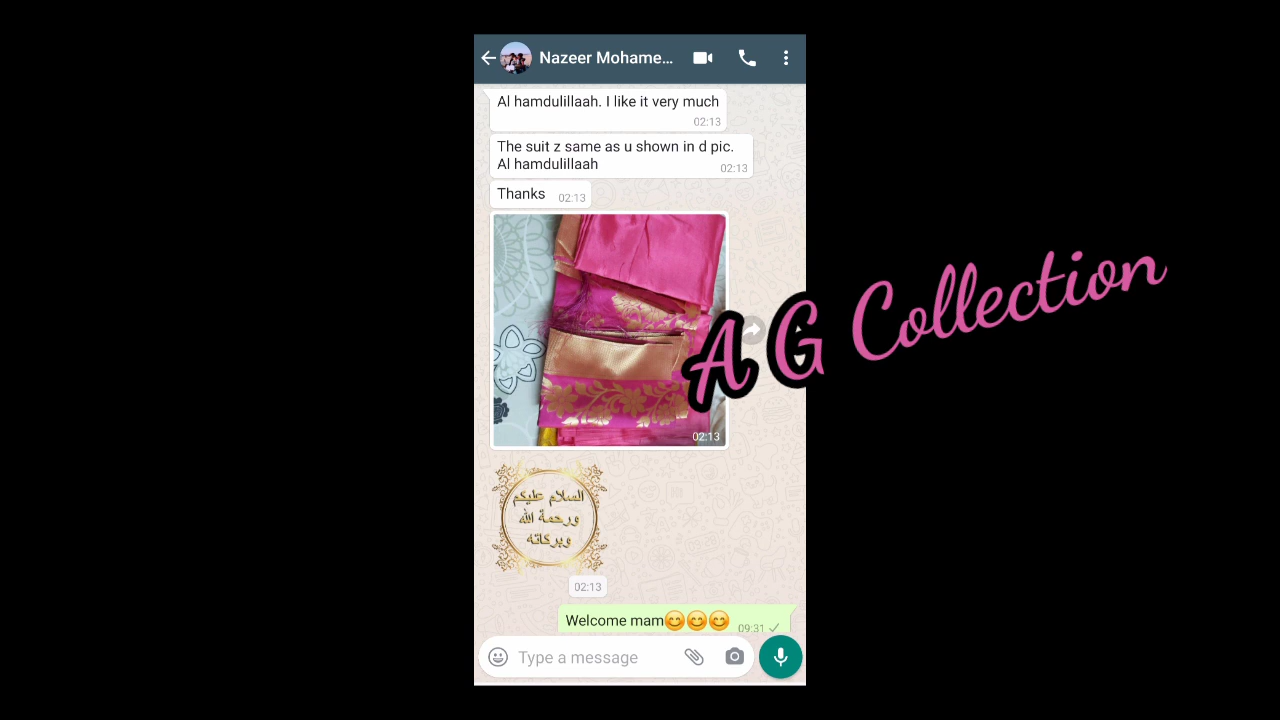 Nazeer Mohame...
Al hamdulillaah. I like it very much
02:13
The suit z same as u shown in d pic.
Al hamdulillaah
02:13
Thanks 02:13
AG Collection
02:13
السلام عليكم
ورحمة الله
وبركاته
02:13
Welcome mam😊😊😊 09:31
Type a message